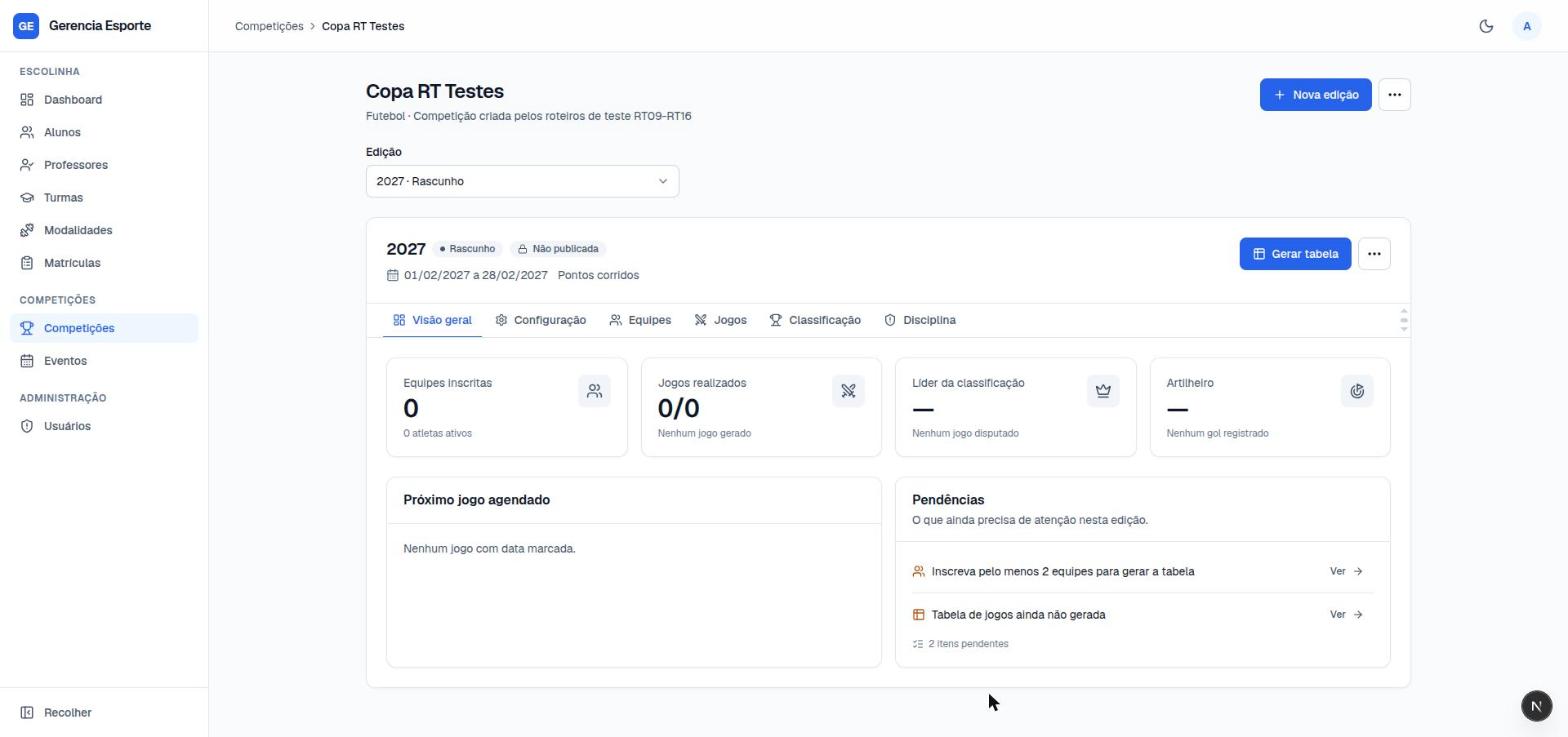 GE Gerencia Esporte
Competições > Copa RT Testes
A
ESCOLINHA
Dashboard
Alunos
Professores
Turmas
Modalidades
Matrículas
COMPETIÇÕES
Competições
Eventos
ADMINISTRAÇÃO
Usuários
Recolher
Copa RT Testes
Futebol · Competição criada pelos roteiros de teste RT09-RT16
+ Nova edição
Edição
2027 · Rascunho
2027 • Rascunho Não publicada
01/02/2027 a 28/02/2027 Pontos corridos
Gerar tabela
Visão geral Configuração Equipes Jogos Classificação Disciplina
Equipes inscritas
0
0 atletas ativos
Jogos realizados
0/0
Nenhum jogo gerado
Líder da classificação
—
Nenhum jogo disputado
Artilheiro
—
Nenhum gol registrado
Próximo jogo agendado
Nenhum jogo com data marcada.
Pendências
O que ainda precisa de atenção nesta edição.
Inscreva pelo menos 2 equipes para gerar a tabela Ver →
Tabela de jogos ainda não gerada Ver →
2 itens pendentes
N